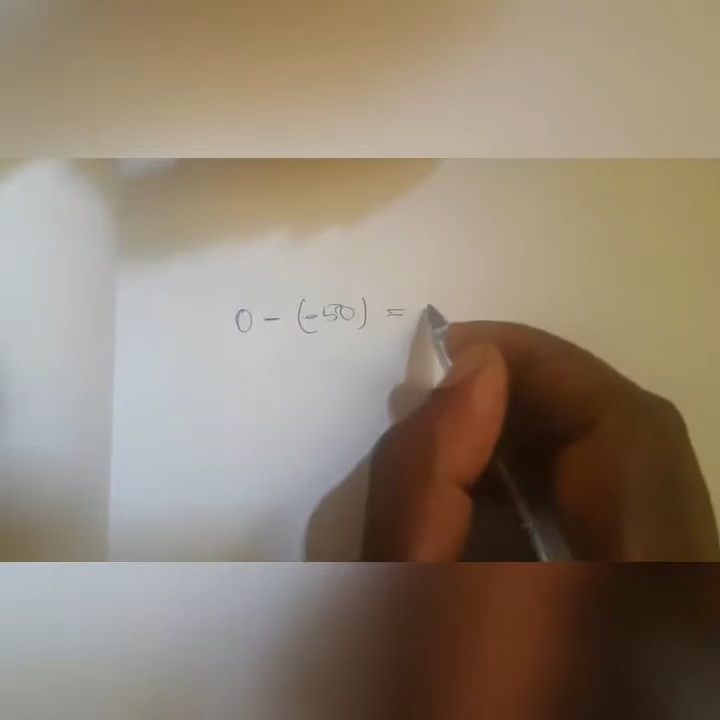 0 - (-50) =